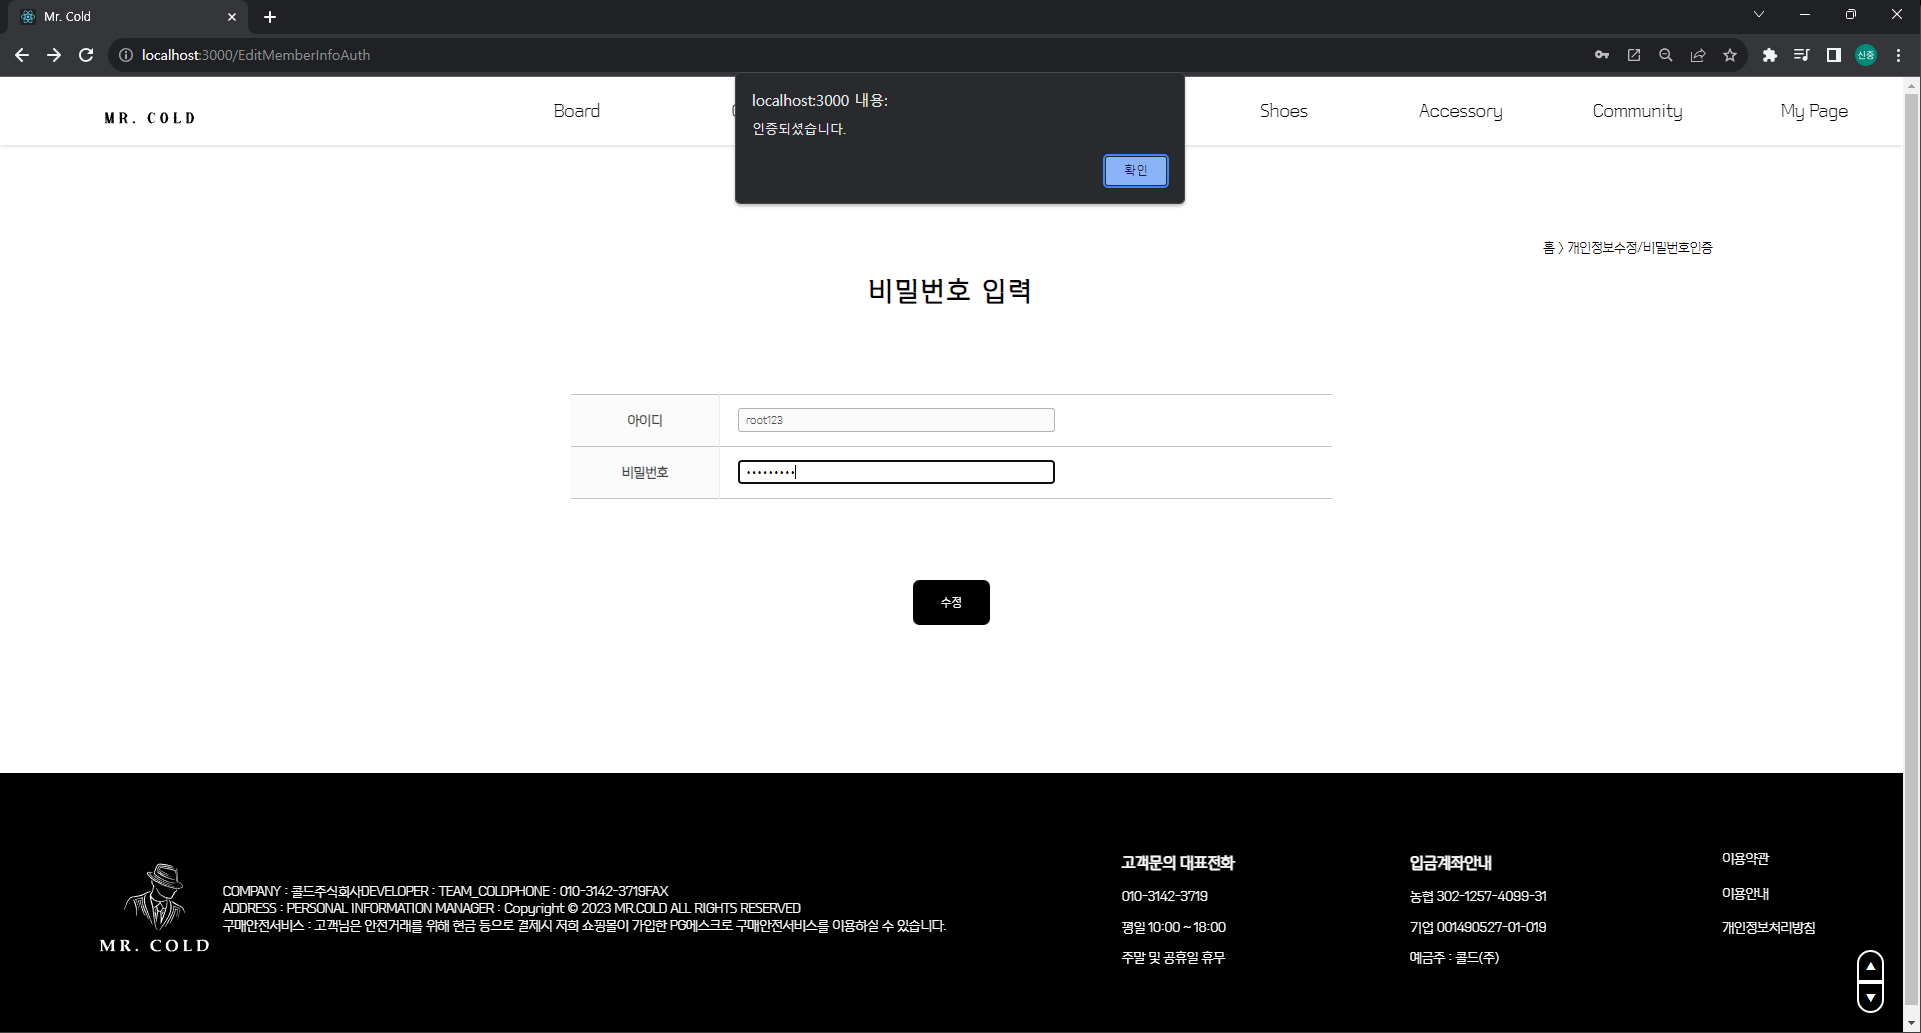 Mr. Cold
localhost:3000/EditMemberInfoAuth
신중
localhost:3000 내용:
인증되셨습니다.
확인
MR. COLD
Board
Shoes
Accessory
Community
My Page
홈 > 개인정보수정/비밀번호인증
비밀번호 입력
아이디
root123
비밀번호
수정
MR. COLD
COMPANY : 콜드주식회사DEVELOPER : TEAM_COLDPHONE : 010-3142-3719FAX
ADDRESS : PERSONAL INFORMATION MANAGER : Copyright © 2023 MR.COLD ALL RIGHTS RESERVED
구매안전서비스 : 고객님은 안전거래를 위해 현금 등으로 결제시 저희 쇼핑몰이 가입한 PG에스크로 구매안전서비스를 이용하실 수 있습니다.
고객문의 대표전화
010-3142-3719
평일 10:00 ~ 18:00
주말 및 공휴일 휴무
입금계좌안내
농협 302-1257-4099-31
기업 001490527-01-019
예금주 : 콜드(주)
이용약관
이용안내
개인정보처리방침